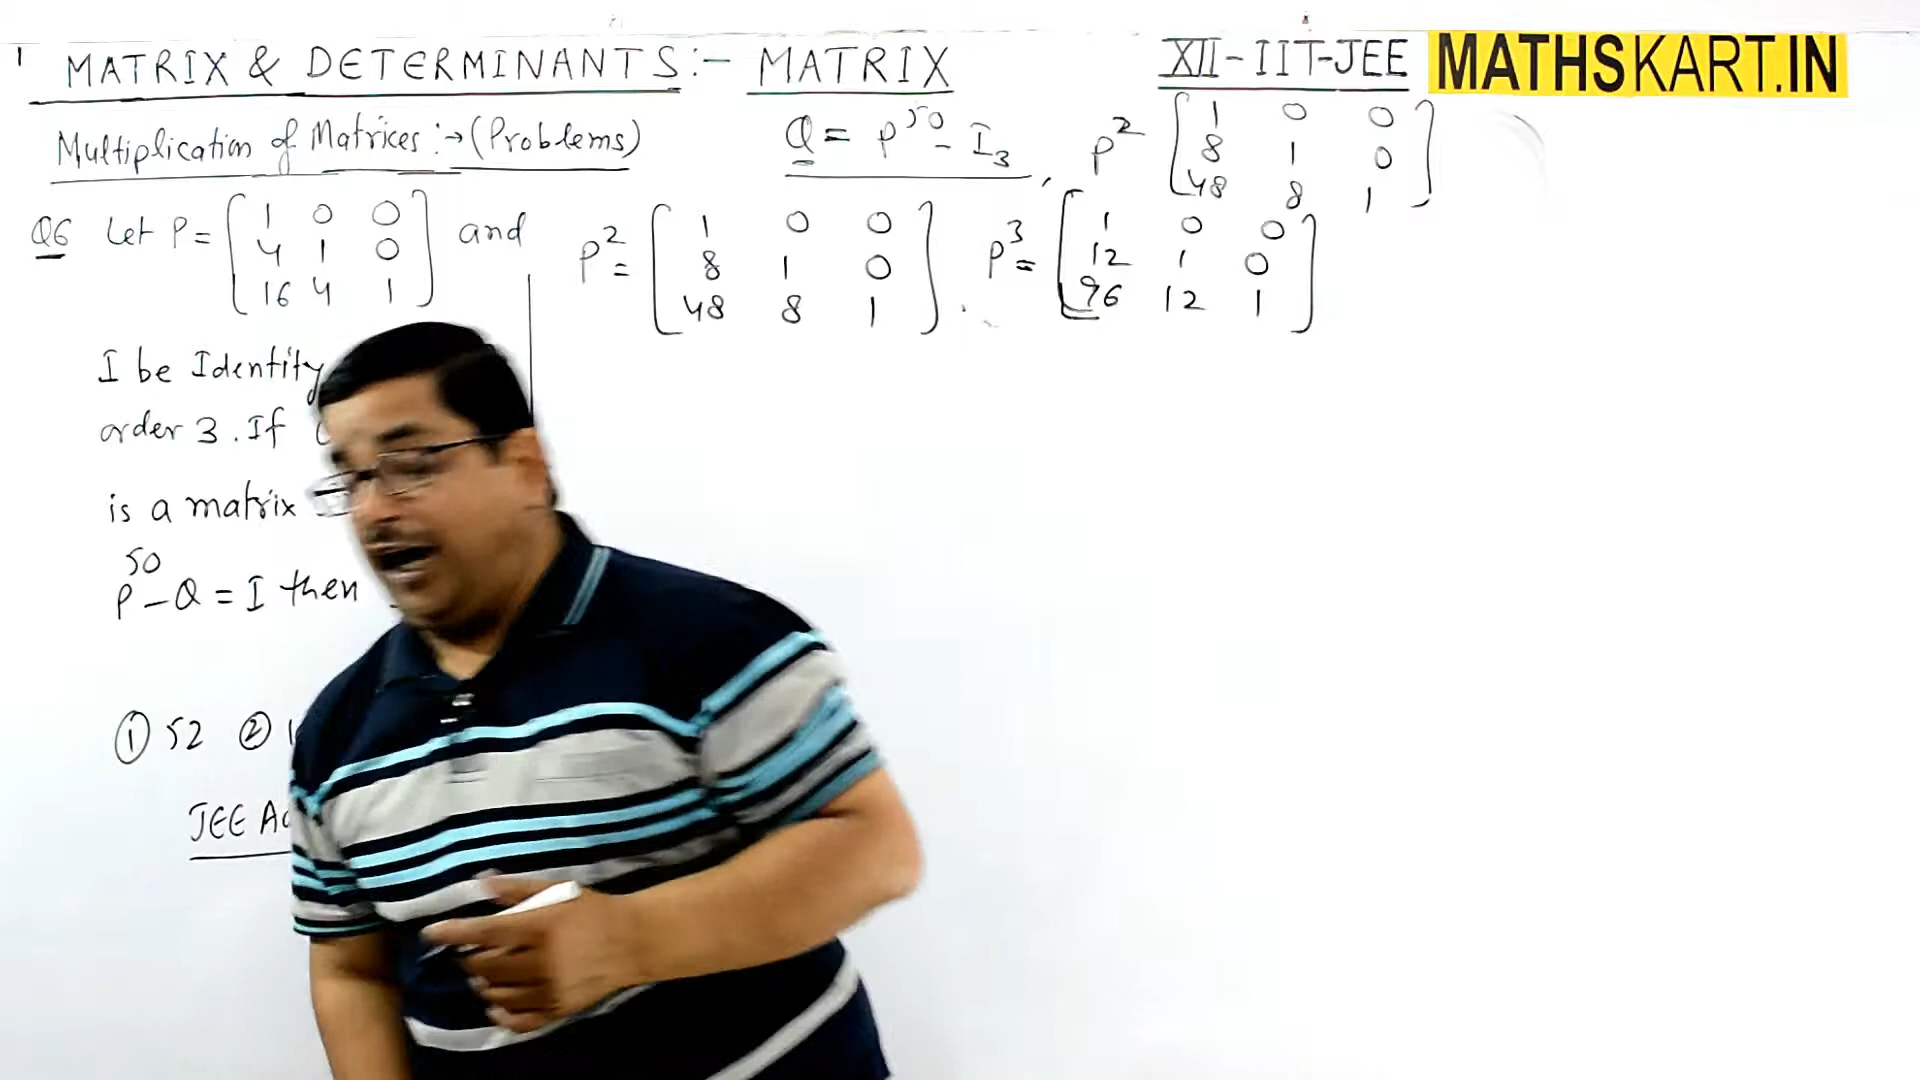 MATRIX & DETERMINANTS:- MATRIX XII-IIT-JEE MATHSKART.IN
Multiplication of Matrices:→(Problems)
Q = P^50 - I_3,
P^2 [1 0 0
8 1 0
48 8 1]
Q6 Let P = [1 0 0
4 1 0
16 4 1] and
P^2 = [1 0 0
8 1 0
48 8 1].
P^3 = [1 0 0
12 1 0
96 12 1]
I be Identity
order 3. If
is a matrix
P^50 - Q = I then
① 52 ②
JEE